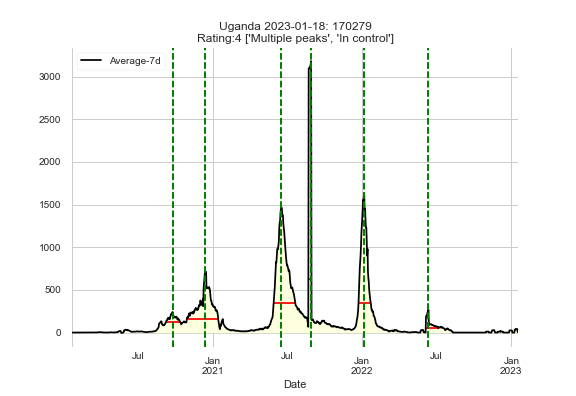 Uganda 2023-01-18: 170279
Rating:4 ['Multiple peaks', 'In control']
Average-7d
3000
2500
2000
1500
1000
500
0
Jul
Jan
2021
Jul
Jan
2022
Jul
Jan
2023
Date